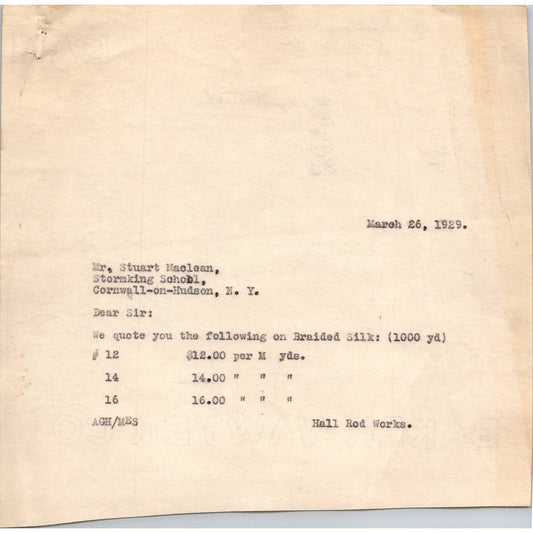 March 26, 1929.
Mr. Stuart Maclean,
Stormking School,
Cornwall-on-Hudson, N. Y.
Dear Sir:
We quote you the following on Braided Silk: (1000 yd)
# 12 $12.00 per M yds.
14 14.00 " " "
16 16.00 " " "
AGH/MES Hall Rod Works.